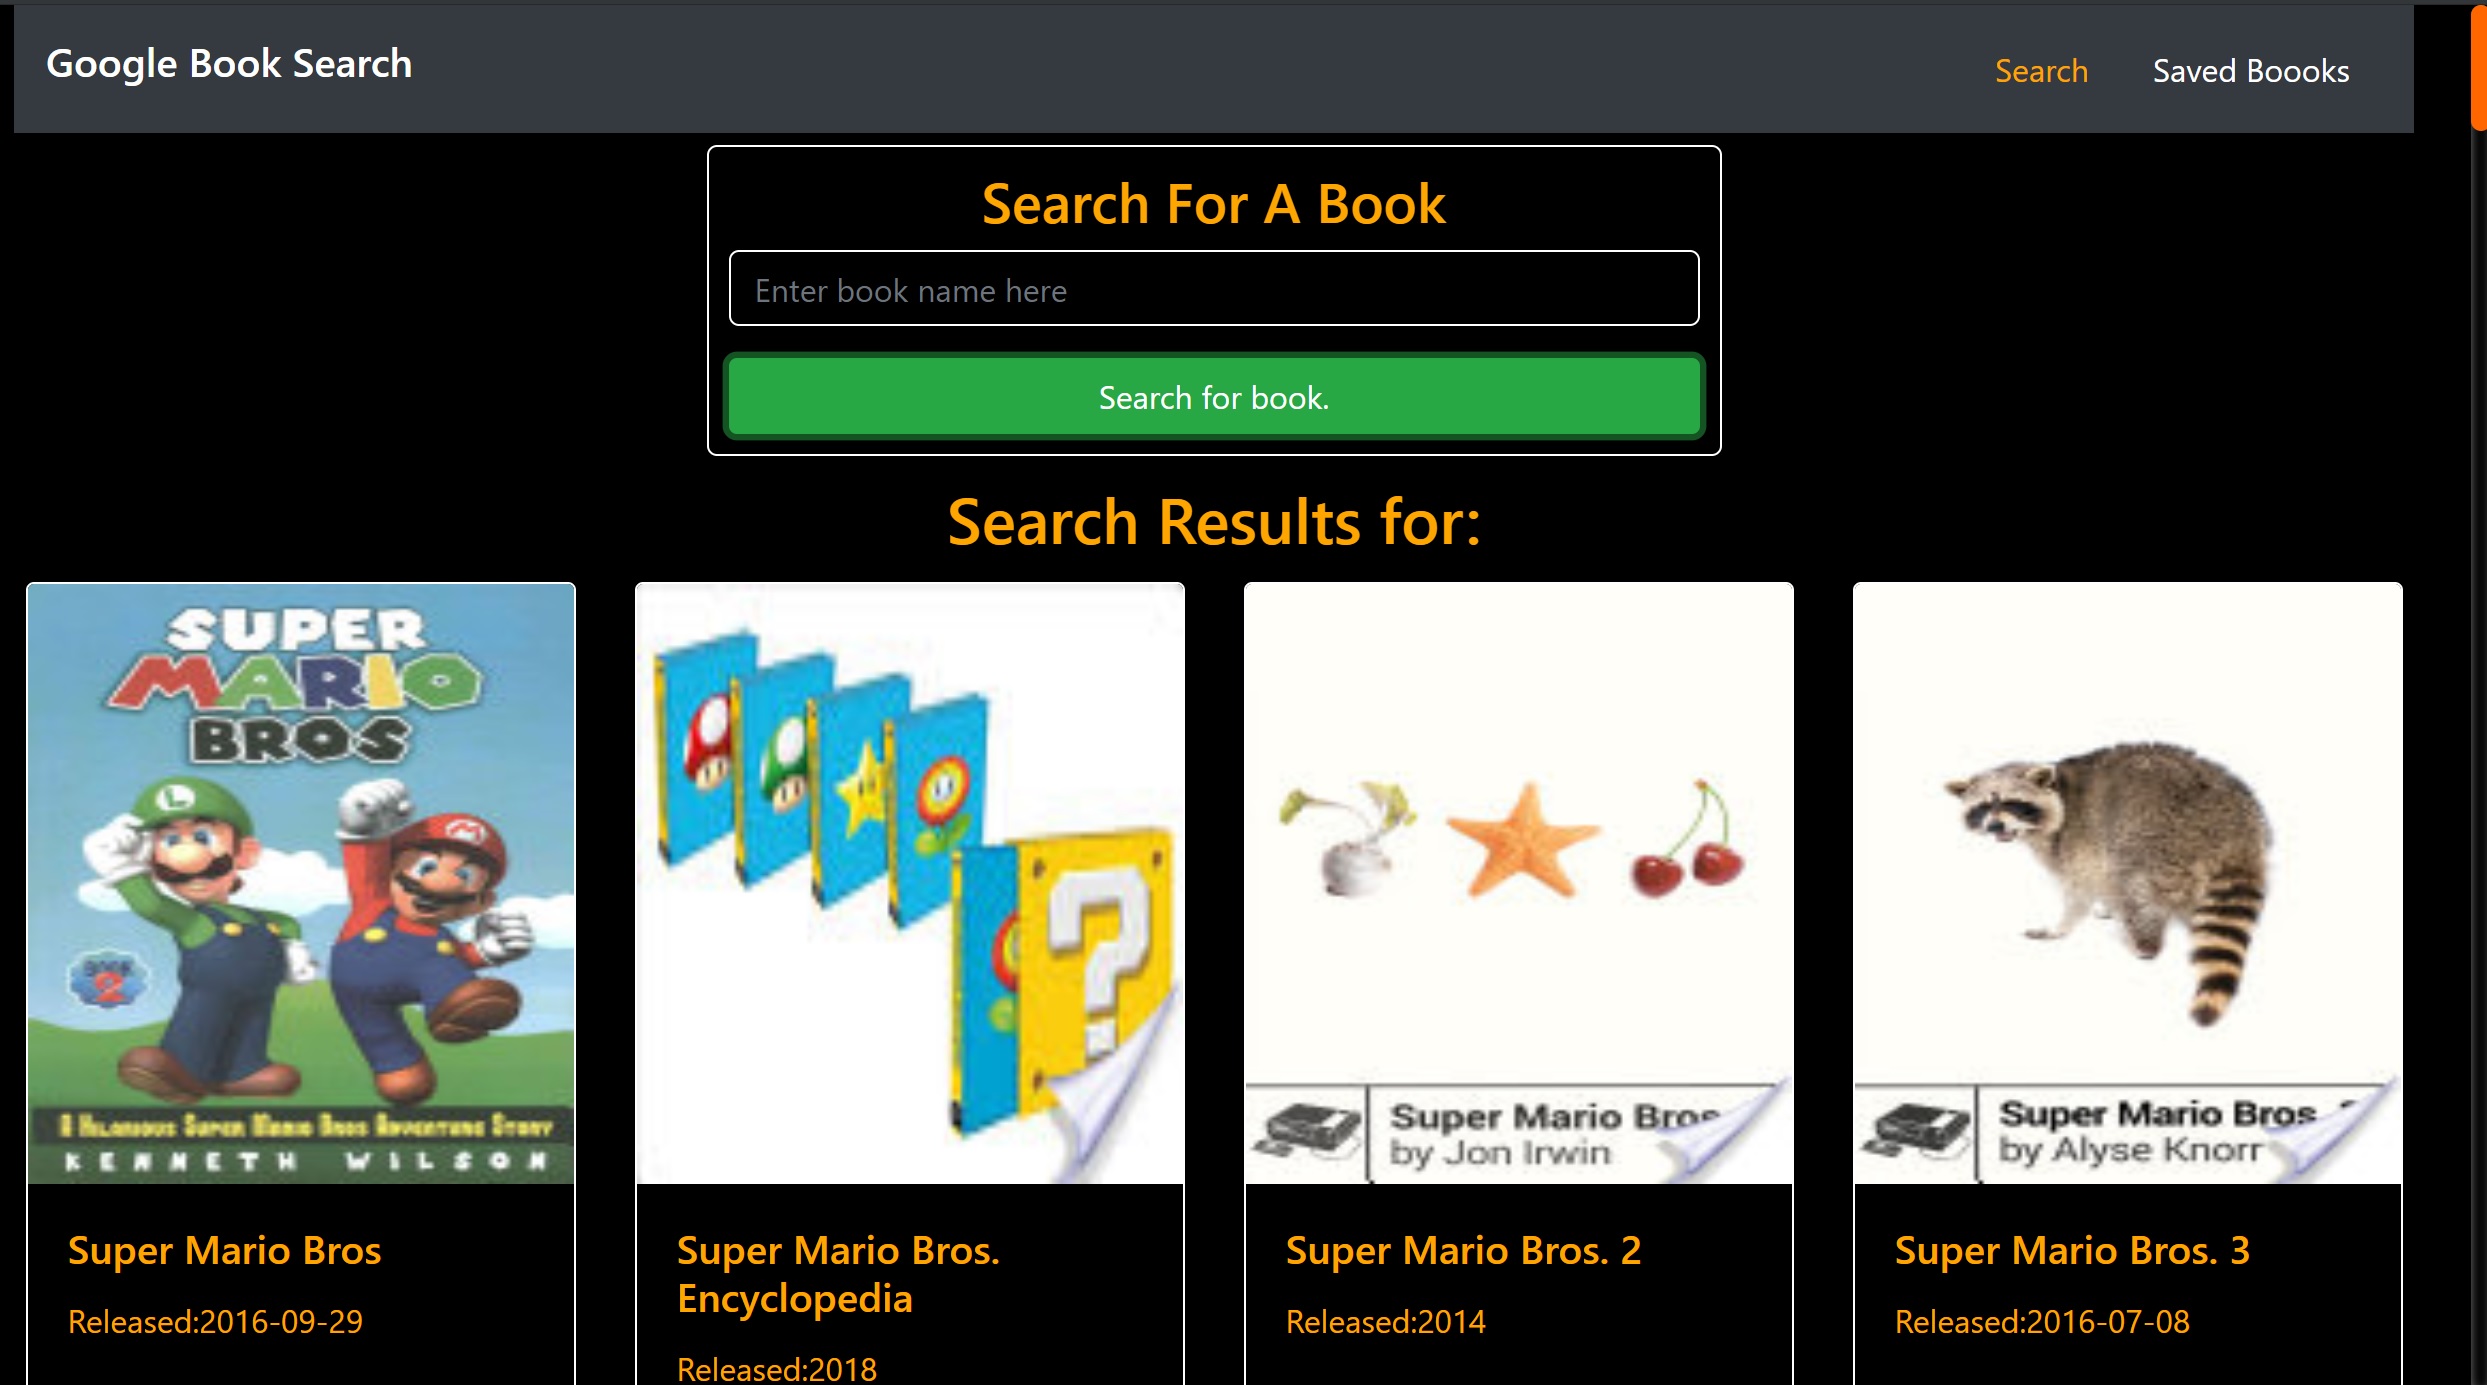 Google Book Search
Search
Saved Boooks
Search For A Book
Enter book name here
Search for book.
Search Results for:
SUPER
MARIO
BROS
L
M
BOOK
2
A Hilarious Super Mario Bros Adventure Story
KENNETH WILSON
?
Super Mario Bros.
by Jon Irwin
Super Mario Bros.
by Alyse Knorr
Super Mario Bros
Released:2016-09-29
Super Mario Bros.
Encyclopedia
Released:2018
Super Mario Bros. 2
Released:2014
Super Mario Bros. 3
Released:2016-07-08